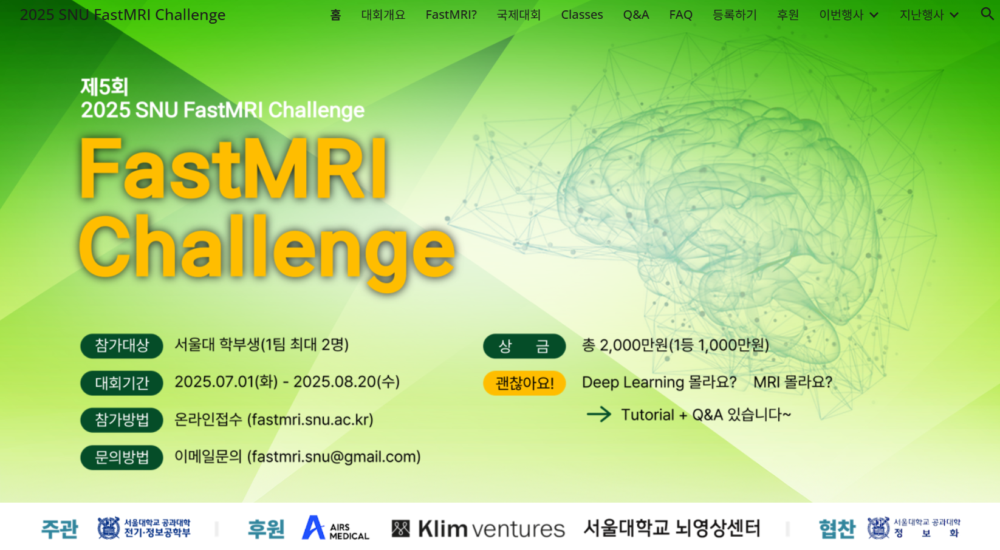 2025 SNU FastMRI Challenge
홈 대회개요 FastMRI? 국제대회 Classes Q&A FAQ 등록하기 후원 이번행사 지난행사
제5회
2025 SNU FastMRI Challenge
FastMRI
Challenge
참가대상 서울대 학부생(1팀 최대 2명)
대회기간 2025.07.01(화) - 2025.08.20(수)
참가방법 온라인접수 (fastmri.snu.ac.kr)
문의방법 이메일문의 (fastmri.snu@gmail.com)
상 금 총 2,000만원(1등 1,000만원)
괜찮아요! Deep Learning 몰라요? MRI 몰라요?
→ Tutorial + Q&A 있습니다~
주관 서울대학교 공과대학
전기·정보공학부
후원 AIRS
MEDICAL
Klim ventures 서울대학교 뇌영상센터
협찬 서울대학교 공과대학
정 보 화